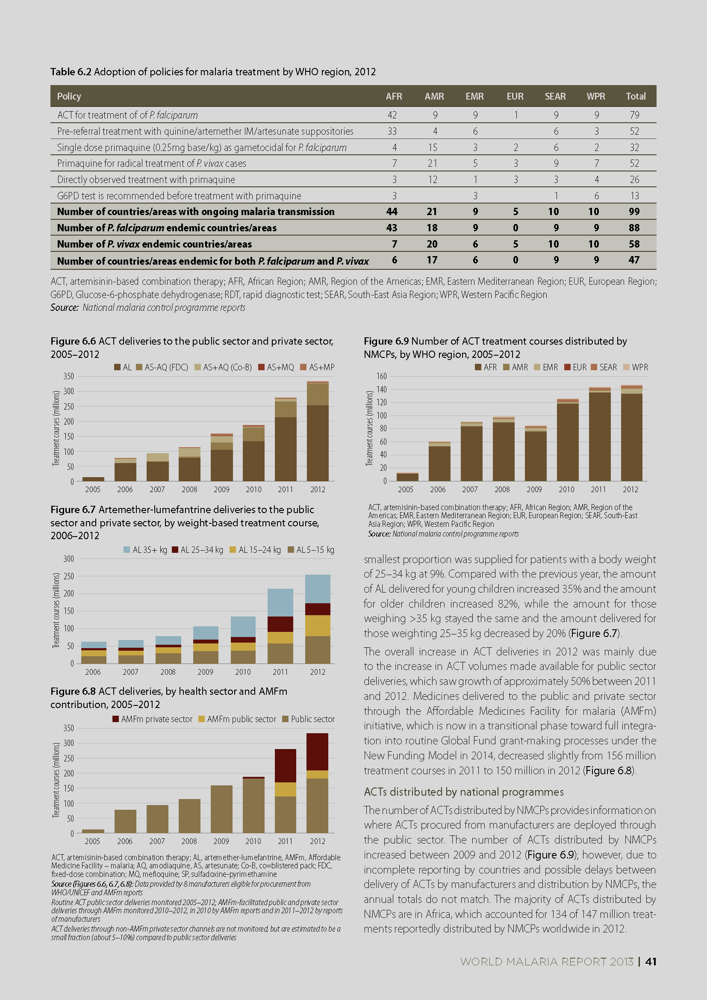 Table 6.2 Adoption of policies for malaria treatment by WHO region, 2012
Policy AFR AMR EMR EUR SEAR WPR Total
ACT for treatment of of P. falciparum 42 9 9 1 9 9 79
Pre-referral treatment with quinine/artemether IM/artesunate suppositories 33 4 6 6 3 52
Single dose primaquine (0.25mg base/kg) as gametocidal for P. falciparum 4 15 3 2 6 2 32
Primaquine for radical treatment of P. vivax cases 7 21 5 3 9 7 52
Directly observed treatment with primaquine 3 12 1 3 3 4 26
G6PD test is recommended before treatment with primaquine 3 3 1 6 13
Number of countries/areas with ongoing malaria transmission 44 21 9 5 10 10 99
Number of P. falciparum endemic countries/areas 43 18 9 0 9 9 88
Number of P. vivax endemic countries/areas 7 20 6 5 10 10 58
Number of countries/areas endemic for both P. falciparum and P. vivax 6 17 6 0 9 9 47
ACT, artemisinin-based combination therapy; AFR, African Region; AMR, Region of the Americas; EMR, Eastern Mediterranean Region; EUR, European Region;
G6PD, Glucose-6-phosphate dehydrogenase; RDT, rapid diagnostic test; SEAR, South-East Asia Region; WPR, Western Pacific Region
Source: National malaria control programme reports
Figure 6.6 ACT deliveries to the public sector and private sector,
2005–2012
AL AS-AQ (FDC) AS+AQ (Co-B) AS+MQ AS+MP
Treatment courses (millions)
350
300
250
200
150
100
50
0
2005 2006 2007 2008 2009 2010 2011 2012
Figure 6.7 Artemether-lumefantrine deliveries to the public
sector and private sector, by weight-based treatment course,
2006–2012
AL 35+ kg AL 25–34 kg AL 15–24 kg AL 5–15 kg
Treatment courses (millions)
300
250
200
150
100
50
0
2006 2007 2008 2009 2010 2011 2012
Figure 6.8 ACT deliveries, by health sector and AMFm
contribution, 2005–2012
AMFm private sector AMFm public sector Public sector
Treatment courses (millions)
350
300
250
200
150
100
50
0
2005 2006 2007 2008 2009 2010 2011 2012
ACT, artemisinin-based combination therapy; AL, artemether-lumefantrine, AMFm, Affordable
Medicine Facility – malaria; AQ, amodiaquine, AS, artesunate; Co-B, co=blistered pack; FDC,
fixed-dose combination; MQ, mefloquine; SP, sulfadoxine-pyrimethamine
Source (Figures 6.6, 6.7, 6.8): Data provided by 8 manufacturers eligible for procurement from
WHO/UNICEF and AMFm reports
Routine ACT public sector deliveries monitored 2005–2012; AMFm-facilitated public and private sector
deliveries through AMFm monitored 2010–2012, in 2010 by AMFm reports and in 2011–2012 by reports
of manufacturers
ACT deliveries through non-AMFm private sector channels are not monitored, but are estimated to be a
small fraction (about 5–10%) compared to public sector deliveries
Figure 6.9 Number of ACT treatment courses distributed by
NMCPs, by WHO region, 2005–2012
AFR AMR EMR EUR SEAR WPR
Treatment courses (millions)
160
140
120
100
80
60
40
20
0
2005 2006 2007 2008 2009 2010 2011 2012
ACT, artemisinin-based combination therapy; AFR, African Region; AMR, Region of the
Americas; EMR, Eastern Mediterranean Region; EUR, European Region; SEAR, South-East
Asia Region; WPR, Western Pacific Region
Source: National malaria control programme reports
smallest proportion was supplied for patients with a body weight
of 25–34 kg at 9%. Compared with the previous year, the amount
of AL delivered for young children increased 35% and the amount
for older children increased 82%, while the amount for those
weighing >35 kg stayed the same and the amount delivered for
those weighting 25–35 kg decreased by 20% (Figure 6.7).
The overall increase in ACT deliveries in 2012 was mainly due
to the increase in ACT volumes made available for public sector
deliveries, which saw growth of approximately 50% between 2011
and 2012. Medicines delivered to the public and private sector
through the Affordable Medicines Facility for malaria (AMFm)
initiative, which is now in a transitional phase toward full integra-
tion into routine Global Fund grant-making processes under the
New Funding Model in 2014, decreased slightly from 156 million
treatment courses in 2011 to 150 million in 2012 (Figure 6.8).
ACTs distributed by national programmes
The number of ACTs distributed by NMCPs provides information on
where ACTs procured from manufacturers are deployed through
the public sector. The number of ACTs distributed by NMCPs
increased between 2009 and 2012 (Figure 6.9); however, due to
incomplete reporting by countries and possible delays between
delivery of ACTs by manufacturers and distribution by NMCPs, the
annual totals do not match. The majority of ACTs distributed by
NMCPs are in Africa, which accounted for 134 of 147 million treat-
ments reportedly distributed by NMCPs worldwide in 2012.
WORLD MALARIA REPORT 2013 | 41